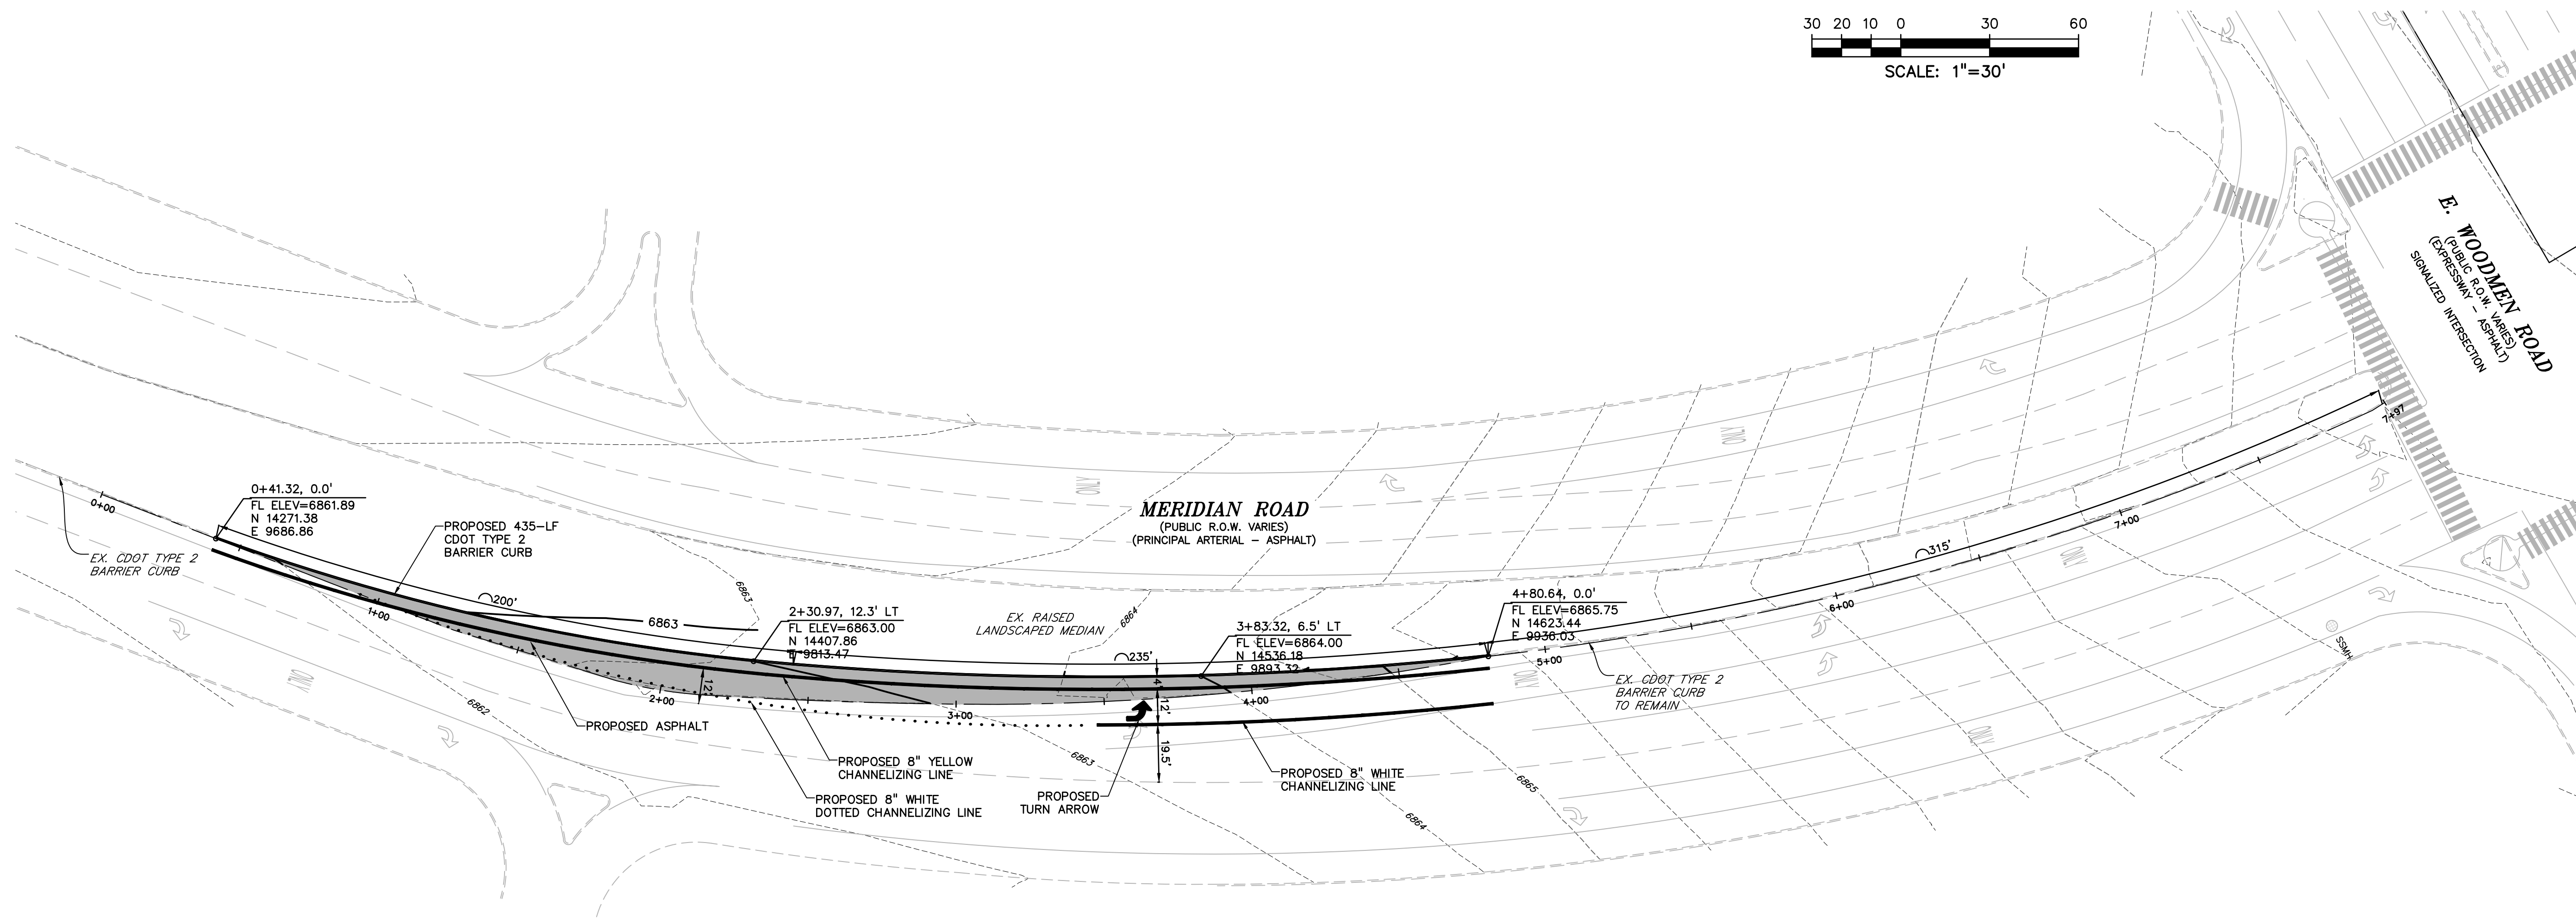 30 20 10 0 30 60
SCALE: 1"=30'
E. WOODMEN ROAD
(PUBLIC R.O.W. VARIES)
(EXPRESSWAY - ASPHALT)
SIGNALIZED INTERSECTION
7+97
ONLY
ONLY
MERIDIAN ROAD
(PUBLIC R.O.W. VARIES)
(PRINCIPAL ARTERIAL - ASPHALT)
0+00
0+41.32, 0.0'
FL ELEV=6861.89
N 14271.38
E 9686.86
PROPOSED 435-LF
CDOT TYPE 2
BARRIER CURB
EX. CDOT TYPE 2
BARRIER CURB
1+00
200'
6863
6863
2+30.97, 12.3' LT
FL ELEV=6863.00
N 14407.86
E 9813.47
EX. RAISED
LANDSCAPED MEDIAN
6864
235'
3+83.32, 6.5' LT
FL ELEV=6864.00
N 14536.18
E 9893.32
4+80.64, 0.0'
FL ELEV=6865.75
N 14623.44
E 9936.03
315'
7+00
6+00
5+00
ONLY
ONLY
SSMH
EX. CDOT TYPE 2
BARRIER CURB
TO REMAIN
ONLY
ONLY
12'
4'
12'
19.5'
2+00
3+00
4+00
6862
PROPOSED ASPHALT
PROPOSED 8" YELLOW
CHANNELIZING LINE
PROPOSED 8" WHITE
DOTTED CHANNELIZING LINE
PROPOSED
TURN ARROW
6863
PROPOSED 8" WHITE
CHANNELIZING LINE
6865
6864